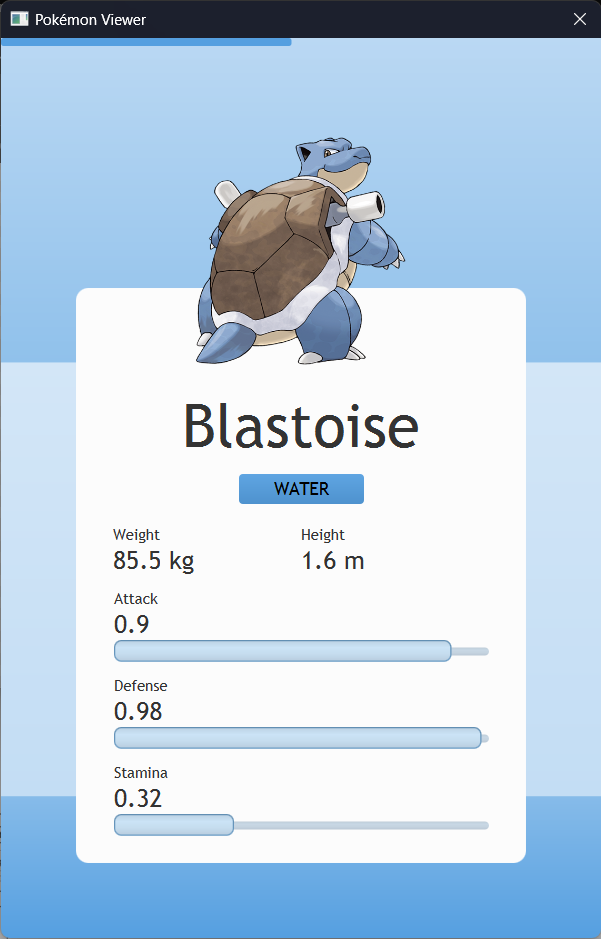 Pokémon Viewer
Blastoise
WATER
Weight Height
85.5 kg 1.6 m
Attack
0.9
Defense
0.98
Stamina
0.32